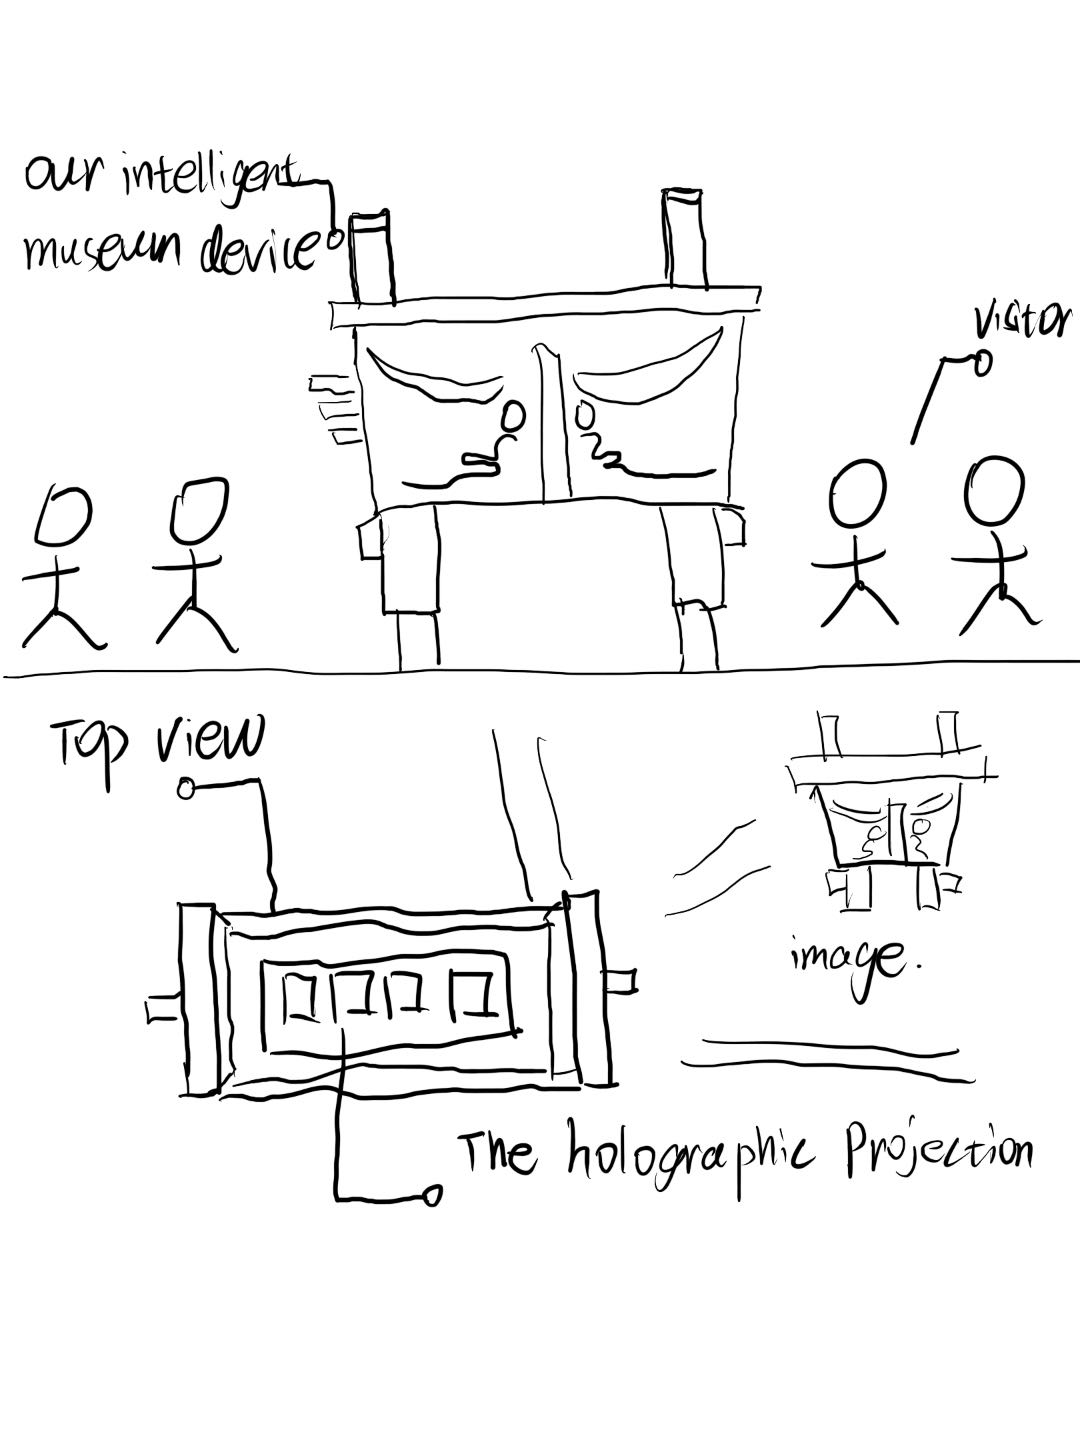 our intelligent
museum device
Visitor
Top view
image.
The holographic Projection